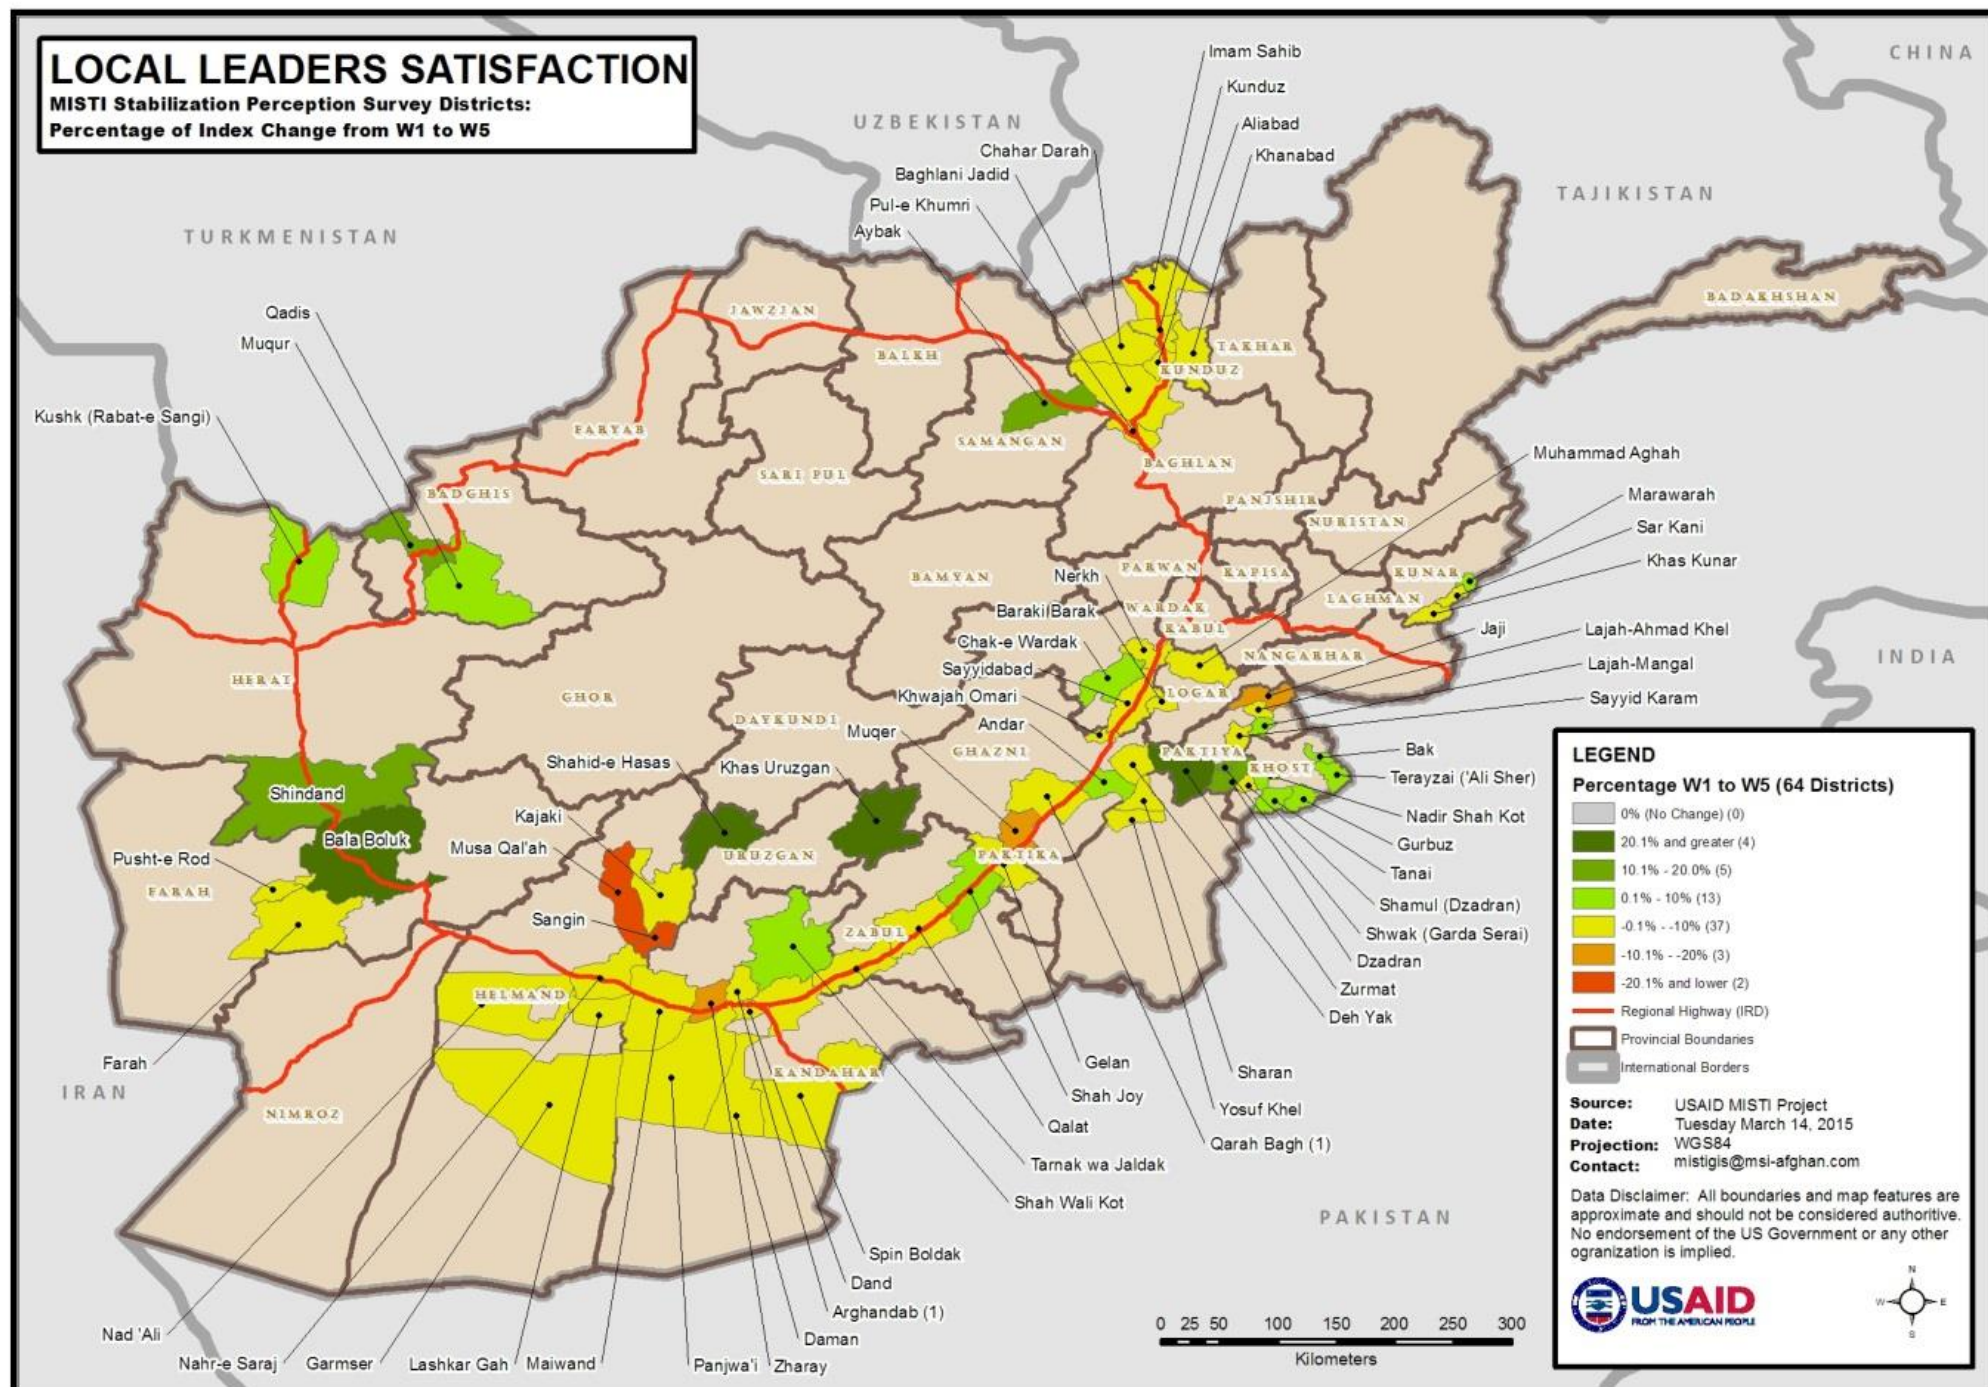 LOCAL LEADERS SATISFACTION
MISTI Stabilization Perception Survey Districts:
Percentage of Index Change from W1 to W5
CHINA
UZBEKISTAN
TAJIKISTAN
TURKMENISTAN
INDIA
IRAN
PAKISTAN
Imam Sahib
Kunduz
Aliabad
Khanabad
Chahar Darah
Baghlani Jadid
Pul-e Khumri
Aybak
Qadis
Muqur
Kushk (Rabat-e Sangi)
JAWZJAN
BALKH
FARYAB
SARI PUL
SAMANGAN
BADGHIS
KUNDUZ
TAKHAR
BADAKHSHAN
BAGHLAN
PANJSHIR
NURISTAN
BAMYAN
PARWAN
KAPISA
KUNAR
LAGHMAN
WARDAK
KABUL
NANGARHAR
LOGAR
HERAT
GHOR
DAYKUNDI
GHAZNI
PAKTIYA
KHOST
FARAH
URUZGAN
PAKTIKA
ZABUL
HELMAND
KANDAHAR
NIMROZ
Muhammad Aghah
Marawarah
Sar Kani
Khas Kunar
Jaji
Lajah-Ahmad Khel
Lajah-Mangal
Sayyid Karam
Nerkh
Baraki Barak
Chak-e Wardak
Sayyidabad
Khwajah Omari
Andar
Muqer
Shahid-e Hasas
Khas Uruzgan
Kajaki
Musa Qal'ah
Sangin
Shindand
Bala Boluk
Pusht-e Rod
Farah
Bak
Terayzai ('Ali Sher)
Nadir Shah Kot
Gurbuz
Tanai
Shamul (Dzadran)
Shwak (Garda Serai)
Dzadran
Zurmat
Deh Yak
Sharan
Yosuf Khel
Qarah Bagh (1)
Gelan
Shah Joy
Qalat
Tarnak wa Jaldak
Shah Wali Kot
Spin Boldak
Dand
Arghandab (1)
Daman
Zharay
Panjwa'i
Maiwand
Lashkar Gah
Garmser
Nahr-e Saraj
Nad 'Ali
LEGEND
Percentage W1 to W5 (64 Districts)
0% (No Change) (0)
20.1% and greater (4)
10.1% - 20.0% (5)
0.1% - 10% (13)
-0.1% - -10% (37)
-10.1% - -20% (3)
-20.1% and lower (2)
Regional Highway (IRD)
Provincial Boundaries
International Borders
Source: USAID MISTI Project
Date: Tuesday March 14, 2015
Projection: WGS84
Contact: mistigis@msi-afghan.com
Data Disclaimer: All boundaries and map features are
approximate and should not be considered authoritive.
No endorsement of the US Government or any other
ogranization is implied.
USAID
FROM THE AMERICAN PEOPLE
N
W E
S
0 25 50 100 150 200 250 300
Kilometers